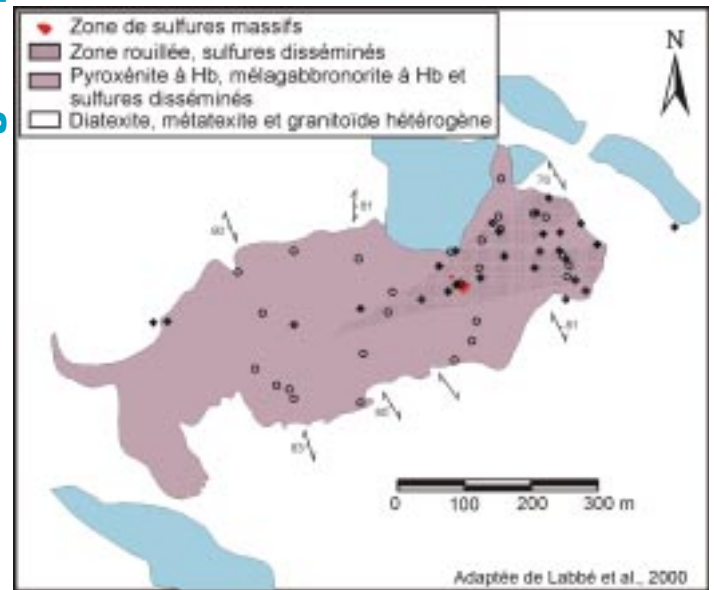 Zone de sulfures massifs
Zone rouillée, sulfures disséminés
Pyroxénite à Hb, mélagabbronorite à Hb et
sulfures disséminés
Diatexite, métatexite et granitoïde hétérogène
N
0 100 200 300 m
Adaptée de Labbé et al., 2000